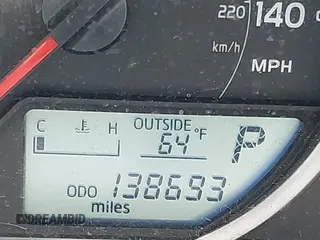 220 140
km/h
MPH
C H OUTSIDE
64 °F P
ODO 138693
miles
DREAMBID